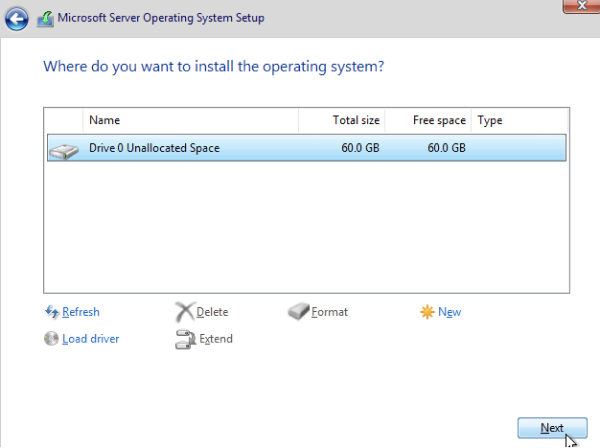 Microsoft Server Operating System Setup
Where do you want to install the operating system?
Name Total size Free space Type
Drive 0 Unallocated Space 60.0 GB 60.0 GB
Refresh Delete Format New
Load driver Extend
Next